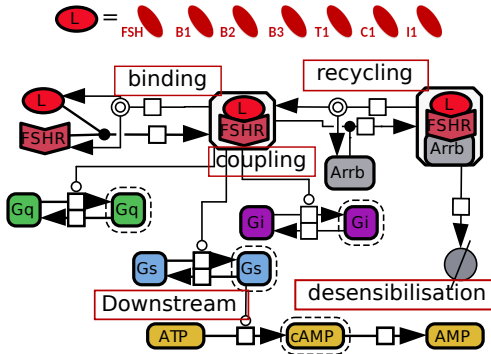 L =
FSH B1 B2 B3 T1 C1 I1
binding recycling
L L L
FSHR FSHR FSHR
Arrb
coupling
Arrb
Gq Gq
Gi Gi
Gs Gs
Downstream desensibilisation
ATP cAMP AMP